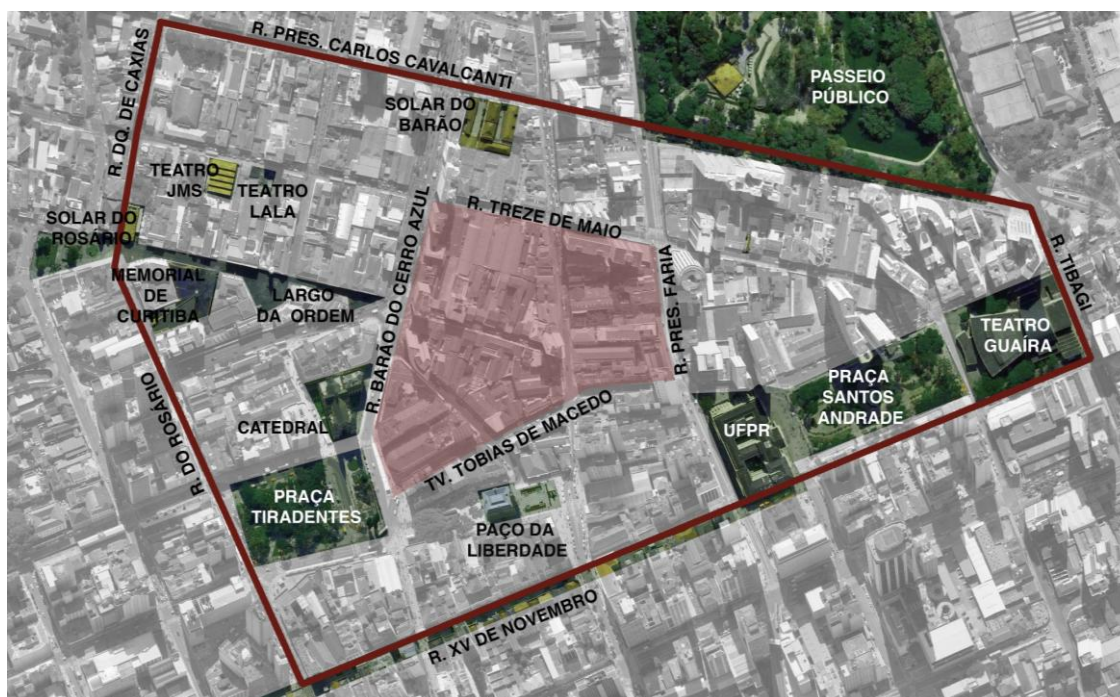 R. PRES. CARLOS CAVALCANTI
R. DQ. DE CAXIAS
PASSEIO
PÚBLICO
SOLAR DO
BARÃO
TEATRO
JMS
TEATRO
LALA
SOLAR DO
ROSÁRIO
R. TREZE DE MAIO
R. BARÃO DO CERRO AZUL
R. PRES. FARIA
R. TIBAGI
MEMORIAL
DE
CURITIBA
LARGO
DA ORDEM
TEATRO
GUAÍRA
PRAÇA
SANTOS
ANDRADE
UFPR
R. DO ROSÁRIO
CATEDRAL
TV. TOBIAS DE MACEDO
PRAÇA
TIRADENTES
PAÇO DA
LIBERDADE
R. XV DE NOVEMBRO